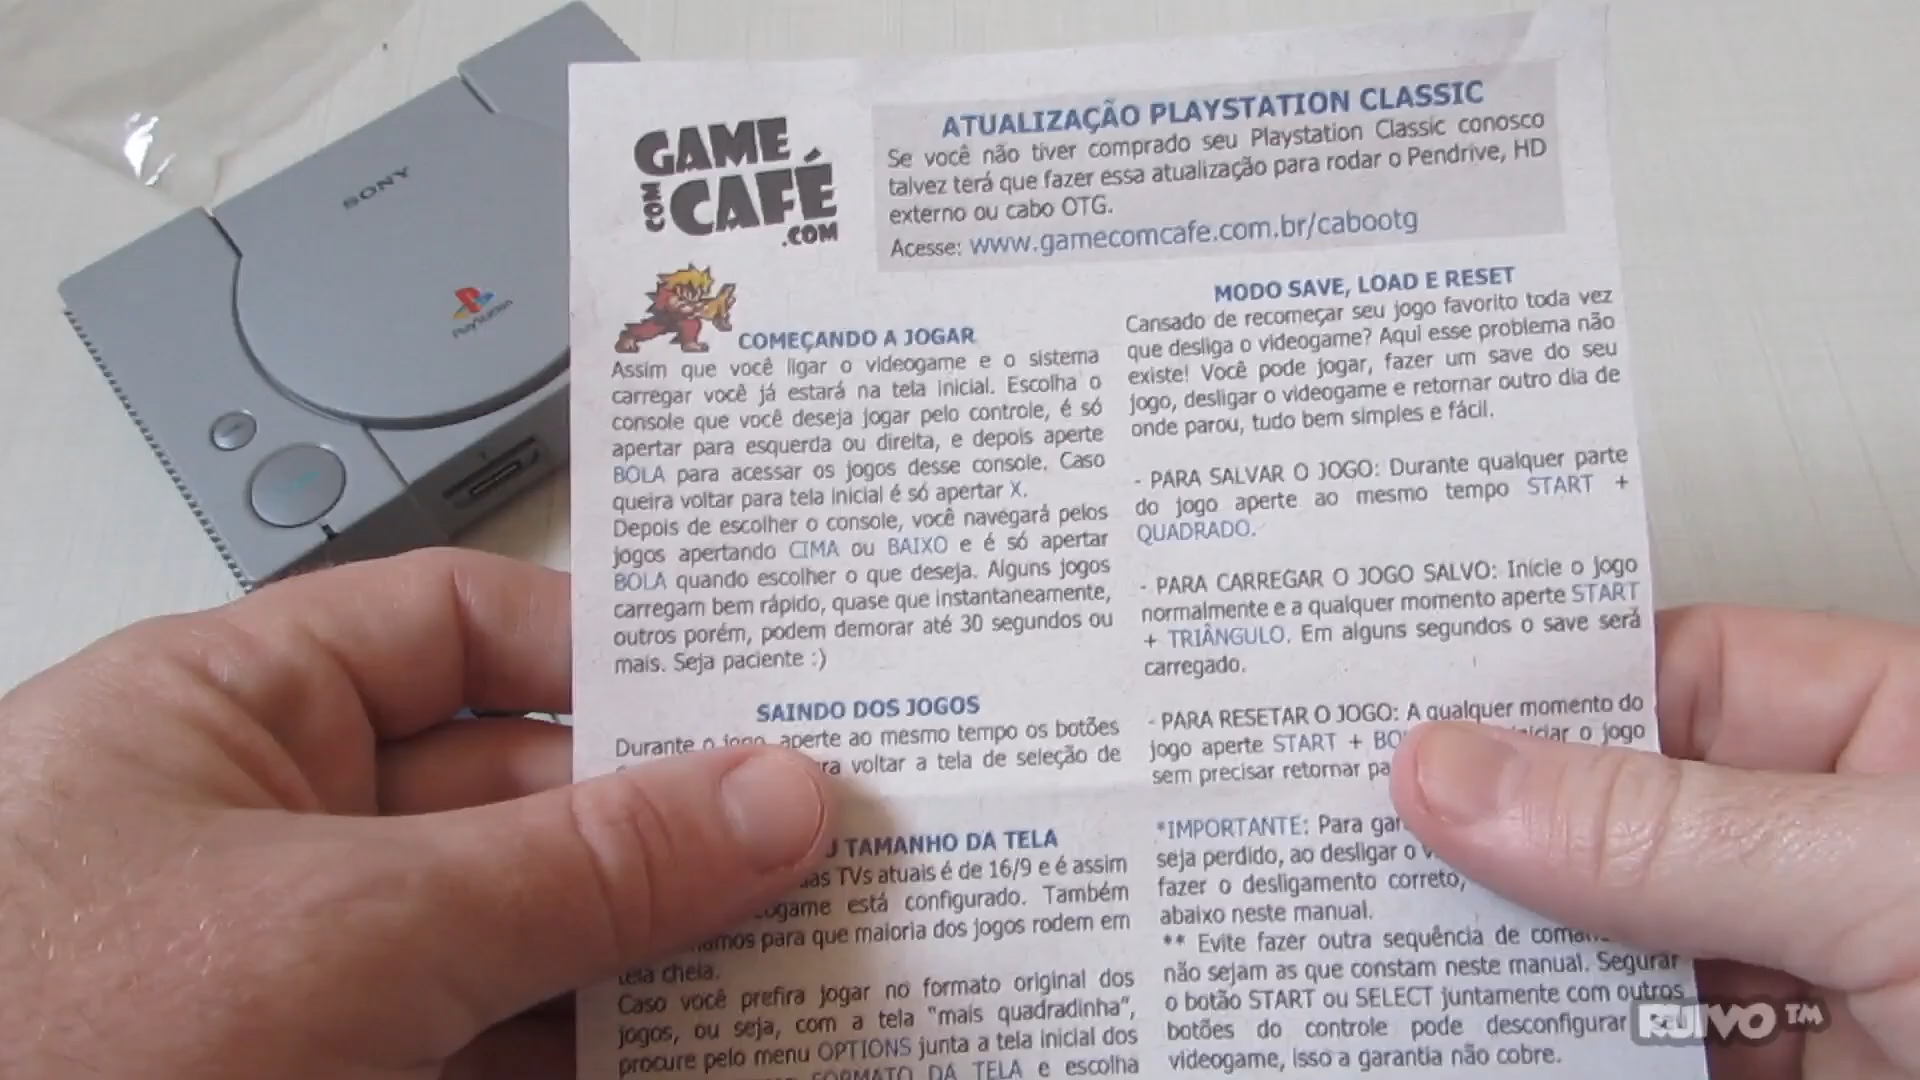 SONY
PlayStation
GAME
COM
CAFÉ
.COM
ATUALIZAÇÃO PLAYSTATION CLASSIC
Se você não tiver comprado seu Playstation Classic conosco
talvez terá que fazer essa atualização para rodar o Pendrive, HD
externo ou cabo OTG.
Acesse: www.gamecomcafe.com.br/cabootg
COMEÇANDO A JOGAR
Assim que você ligar o videogame e o sistema
carregar você já estará na tela inicial. Escolha o
console que você deseja jogar pelo controle, é só
apertar para esquerda ou direita, e depois aperte
BOLA para acessar os jogos desse console. Caso
queira voltar para tela inicial é só apertar X.
Depois de escolher o console, você navegará pelos
jogos apertando CIMA ou BAIXO e é só apertar
BOLA quando escolher o que deseja. Alguns jogos
carregam bem rápido, quase que instantaneamente,
outros porém, podem demorar até 30 segundos ou
mais. Seja paciente :)
SAINDO DOS JOGOS
Durante o jogo, aperte ao mesmo tempo os botões
voltar a tela de seleção de
TAMANHO DA TELA
TVs atuais é de 16/9 e é assim
está configurado. Também
para que maioria dos jogos rodem em
tela cheia.
Caso você prefira jogar no formato original dos
jogos, ou seja, com a tela "mais quadradinha",
procure pelo menu OPTIONS junta a tela inicial dos
FORMATO DA TELA e escolha
MODO SAVE, LOAD E RESET
Cansado de recomeçar seu jogo favorito toda vez
que desliga o videogame? Aqui esse problema não
existe! Você pode jogar, fazer um save do seu
jogo, desligar o videogame e retornar outro dia de
onde parou, tudo bem simples e fácil.
- PARA SALVAR O JOGO: Durante qualquer parte
do jogo aperte ao mesmo tempo START +
QUADRADO.
- PARA CARREGAR O JOGO SALVO: Inicie o jogo
normalmente e a qualquer momento aperte START
+ TRIÂNGULO. Em alguns segundos o save será
carregado.
- PARA RESETAR O JOGO: A qualquer momento do
jogo aperte START + o jogo
sem precisar retornar
*IMPORTANTE: Para
seja perdido, ao desligar o
fazer o desligamento correto,
abaixo neste manual.
** Evite fazer outra sequência de
não sejam as que constam neste manual. Segurar
o botão START ou SELECT juntamente com outros
botões do controle pode desconfigurar
videogame, isso a garantia não cobre.
RUIVO ™